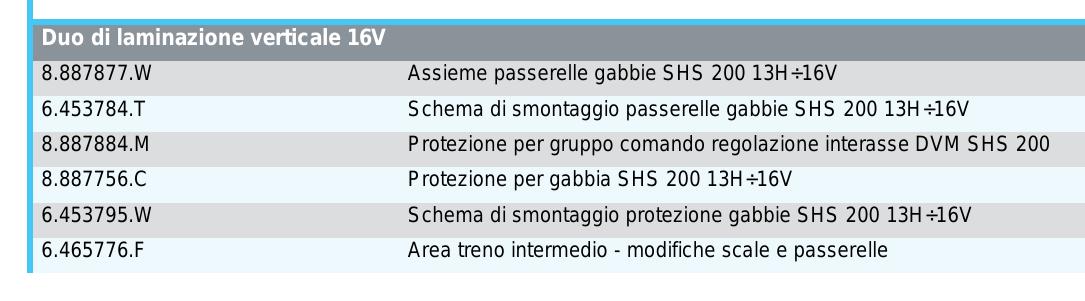 Duo di laminazione verticale 16V
8.887877.W Assieme passerelle gabbie SHS 200 13H÷16V
6.453784.T Schema di smontaggio passerelle gabbie SHS 200 13H÷16V
8.887884.M Protezione per gruppo comando regolazione interasse DVM SHS 200
8.887756.C Protezione per gabbia SHS 200 13H÷16V
6.453795.W Schema di smontaggio protezione gabbie SHS 200 13H÷16V
6.465776.F Area treno intermedio - modifiche scale e passerelle